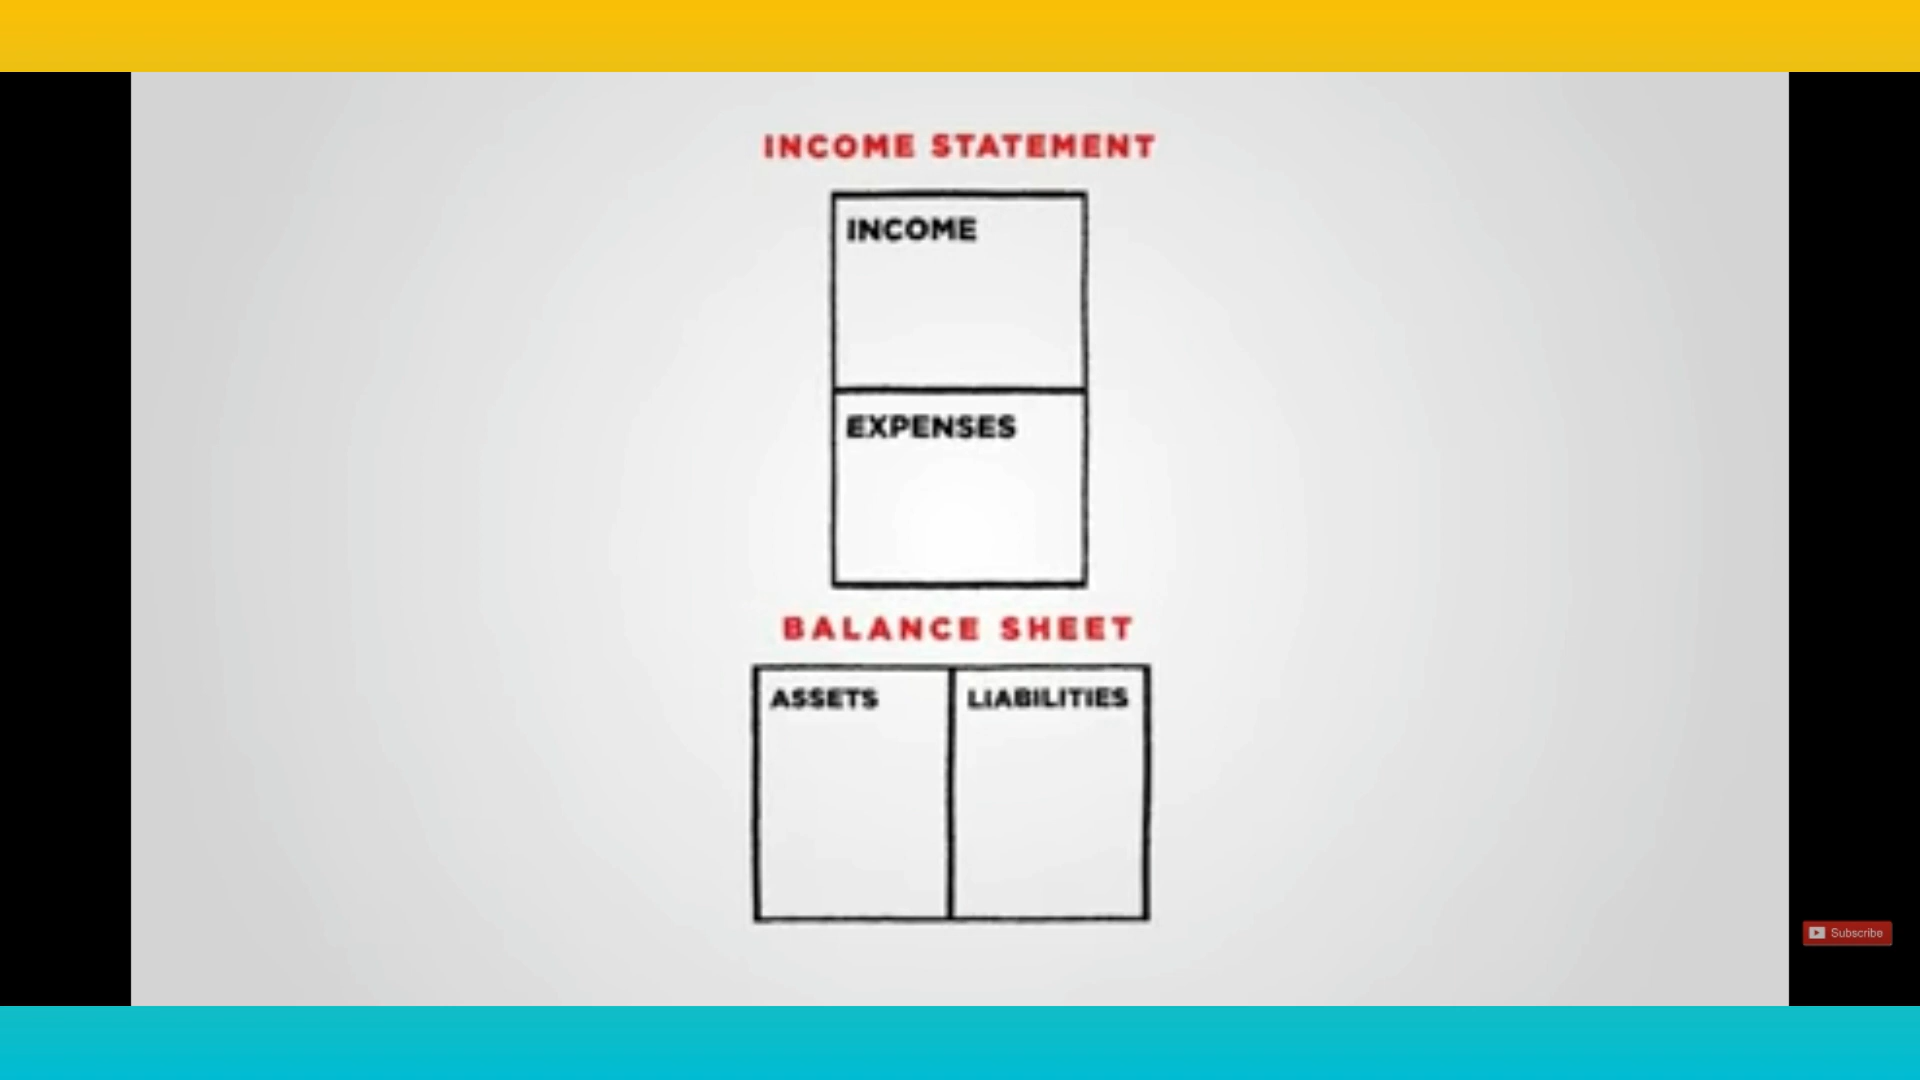 INCOME STATEMENT
INCOME
EXPENSES
BALANCE SHEET
ASSETS
LIABILITIES
Subscribe